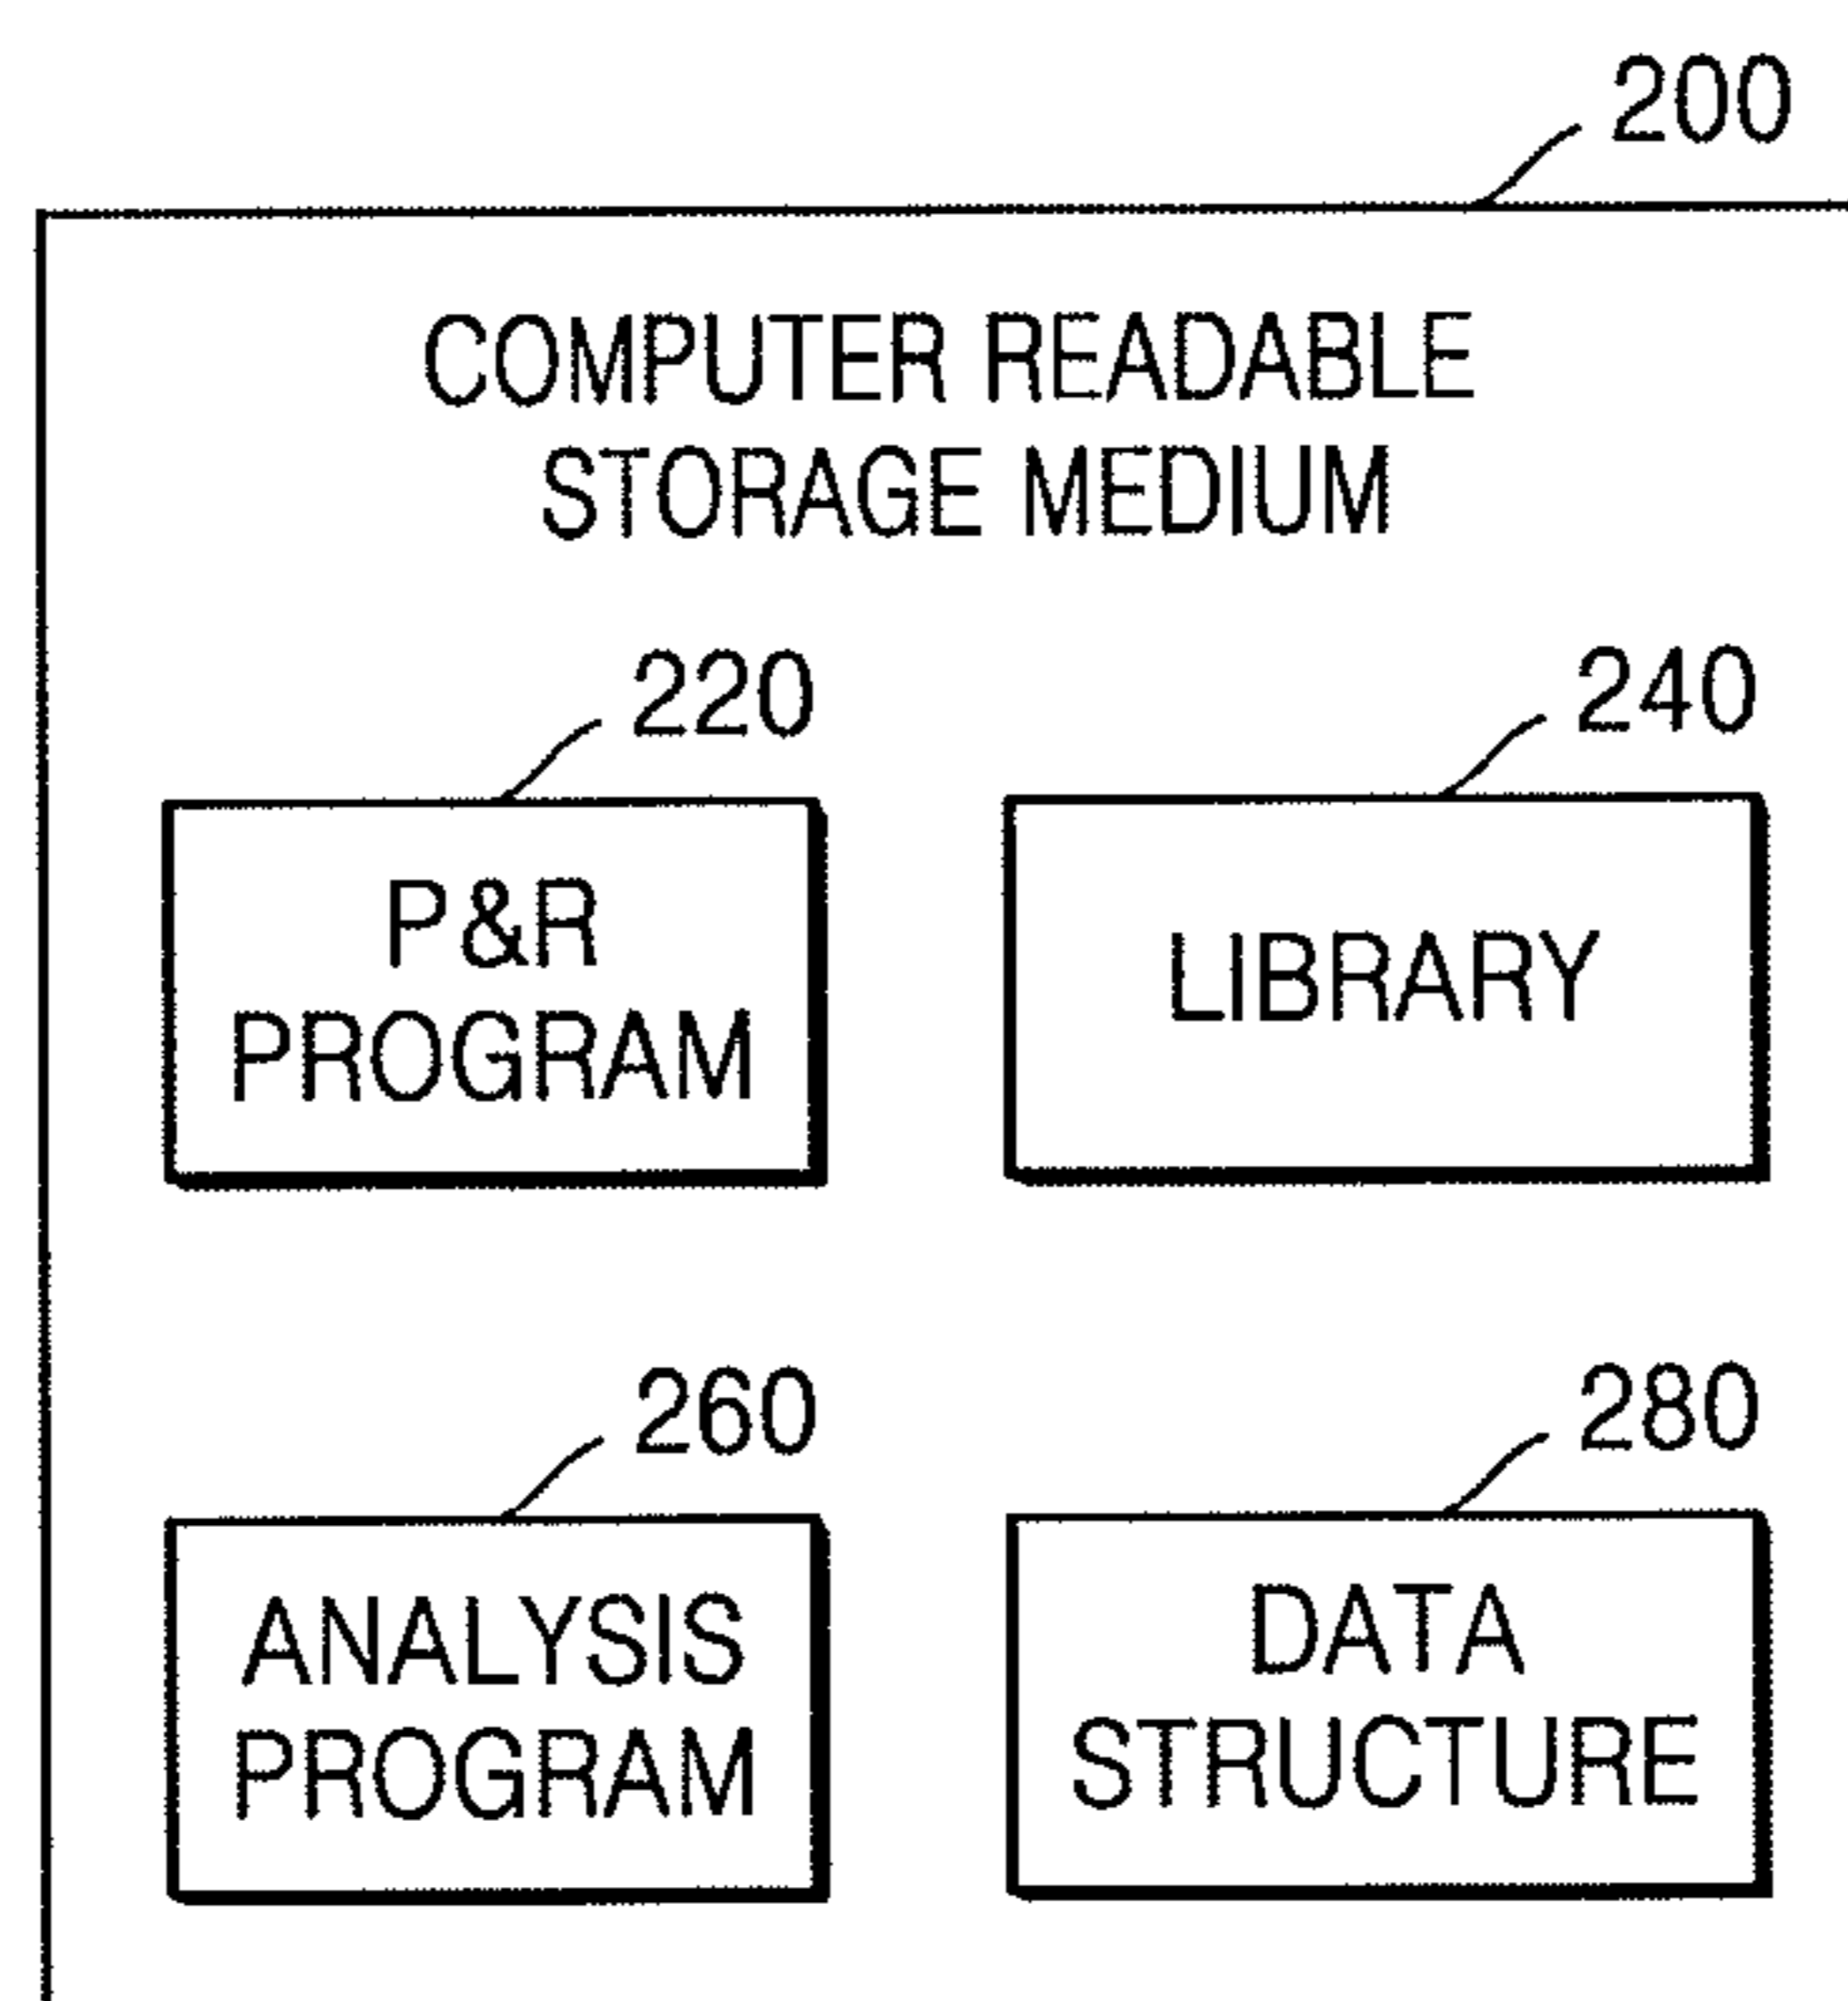 200
COMPUTER READABLE
STORAGE MEDIUM
220
240
P&R
PROGRAM
LIBRARY
260
280
ANALYSIS
PROGRAM
DATA
STRUCTURE